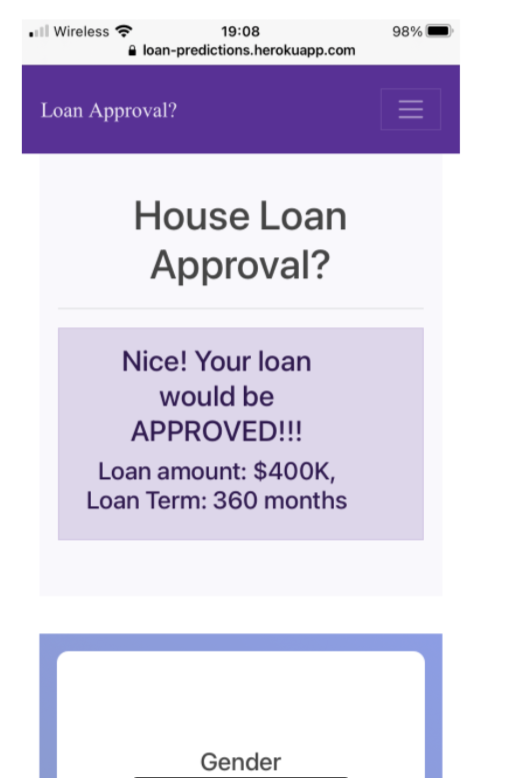 Wireless 19:08 98%
loan-predictions.herokuapp.com
Loan Approval?
House Loan
Approval?
Nice! Your loan
would be
APPROVED!!!
Loan amount: $400K,
Loan Term: 360 months
Gender